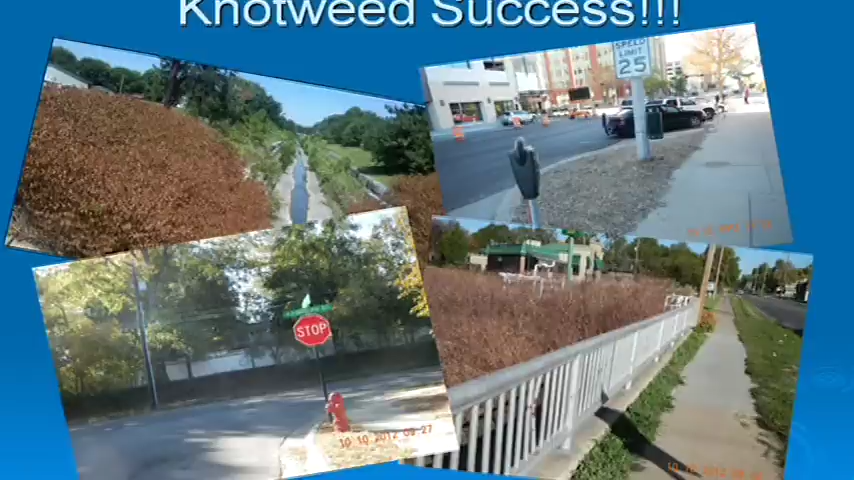 Knotweed Success!!!
SPEED
LIMIT
25
STOP
10 10 2012 09:27